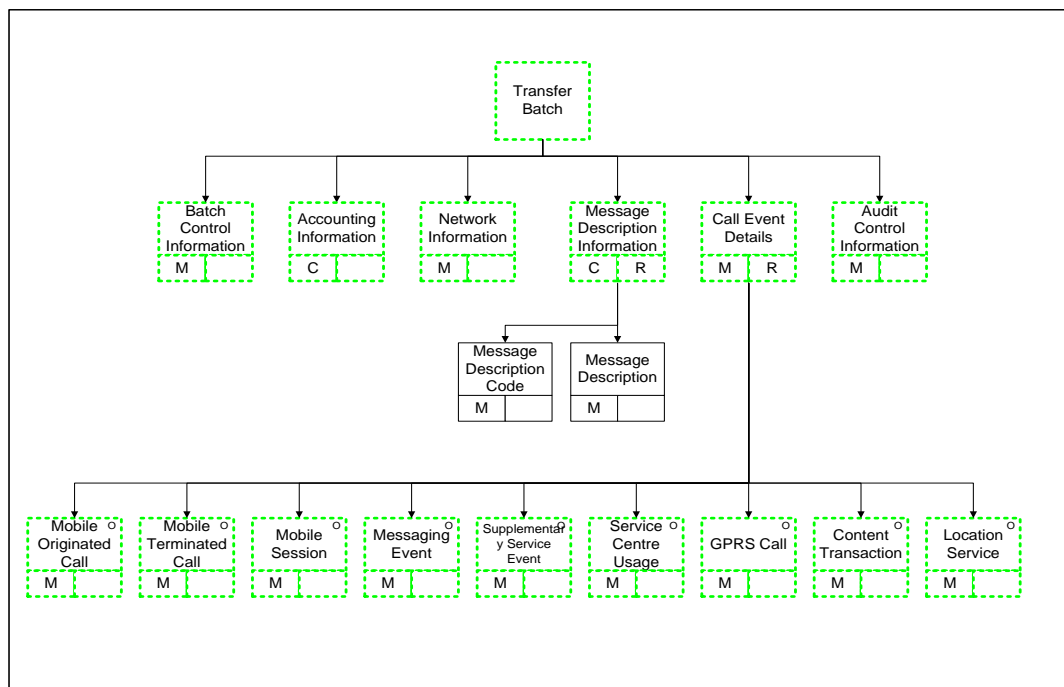 Transfer
Batch
Batch
Control
Information
M
Accounting
Information
C
Network
Information
M
Message
Description
Information
C R
Call Event
Details
M R
Audit
Control
Information
M
Message
Description
Code
M
Message
Description
M
Mobile O
Originated
Call
M
Mobile O
Terminated
Call
M
O
Mobile
Session
M
O
Messaging
Event
M
O
Supplementar
y Service
Event
M
Service O
Centre
Usage
M
O
GPRS Call
M
O
Content
Transaction
M
O
Location
Service
M